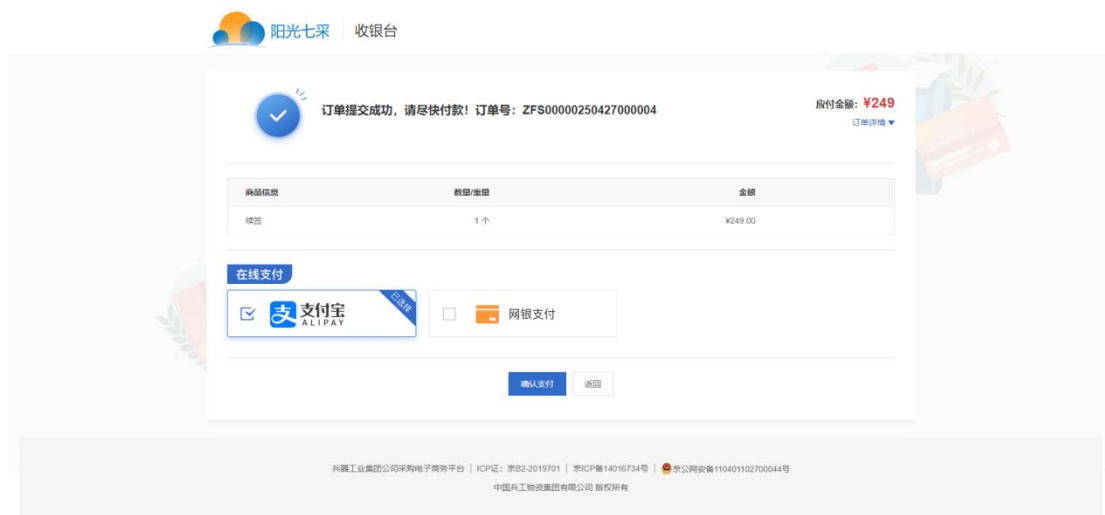 阳光七采 收银台
订单提交成功，请尽快付款！订单号：ZFS00000250427000004
应付金额：¥249
订单详情 ▼
商品信息 数量/重量 金额
续签 1 个 ¥249.00
在线支付
支 支付宝 ALIPAY 已选择 网银支付
确认支付 返回
兵器工业集团公司采购电子商务平台 | ICP证：京B2-2019701 | 京ICP备14016734号 | 京公网安备110401102700044号
中国兵工物资集团有限公司 版权所有